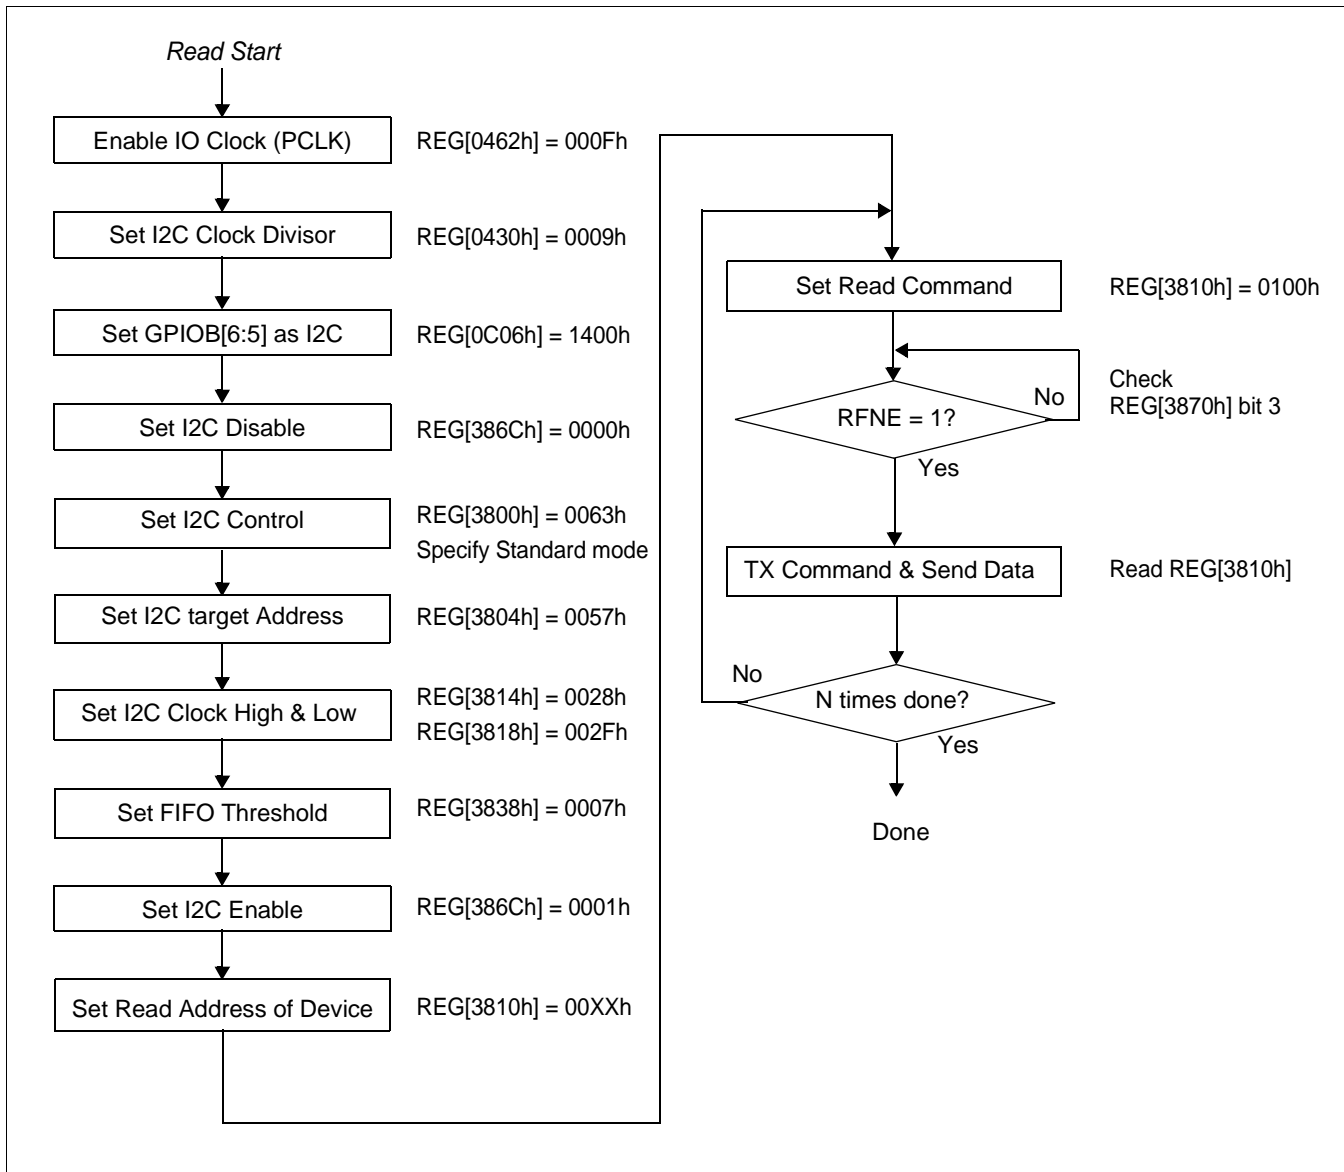 Read Start
Enable IO Clock (PCLK)
REG[0462h] = 000Fh
Set I2C Clock Divisor
REG[0430h] = 0009h
Set GPIOB[6:5] as I2C
REG[0C06h] = 1400h
Set I2C Disable
REG[386Ch] = 0000h
Set I2C Control
REG[3800h] = 0063h
Specify Standard mode
Set I2C target Address
REG[3804h] = 0057h
Set I2C Clock High & Low
REG[3814h] = 0028h
REG[3818h] = 002Fh
Set FIFO Threshold
REG[3838h] = 0007h
Set I2C Enable
REG[386Ch] = 0001h
Set Read Address of Device
REG[3810h] = 00XXh
Set Read Command
REG[3810h] = 0100h
RFNE = 1?
No
Check
REG[3870h] bit 3
Yes
TX Command & Send Data
Read REG[3810h]
No
N times done?
Yes
Done